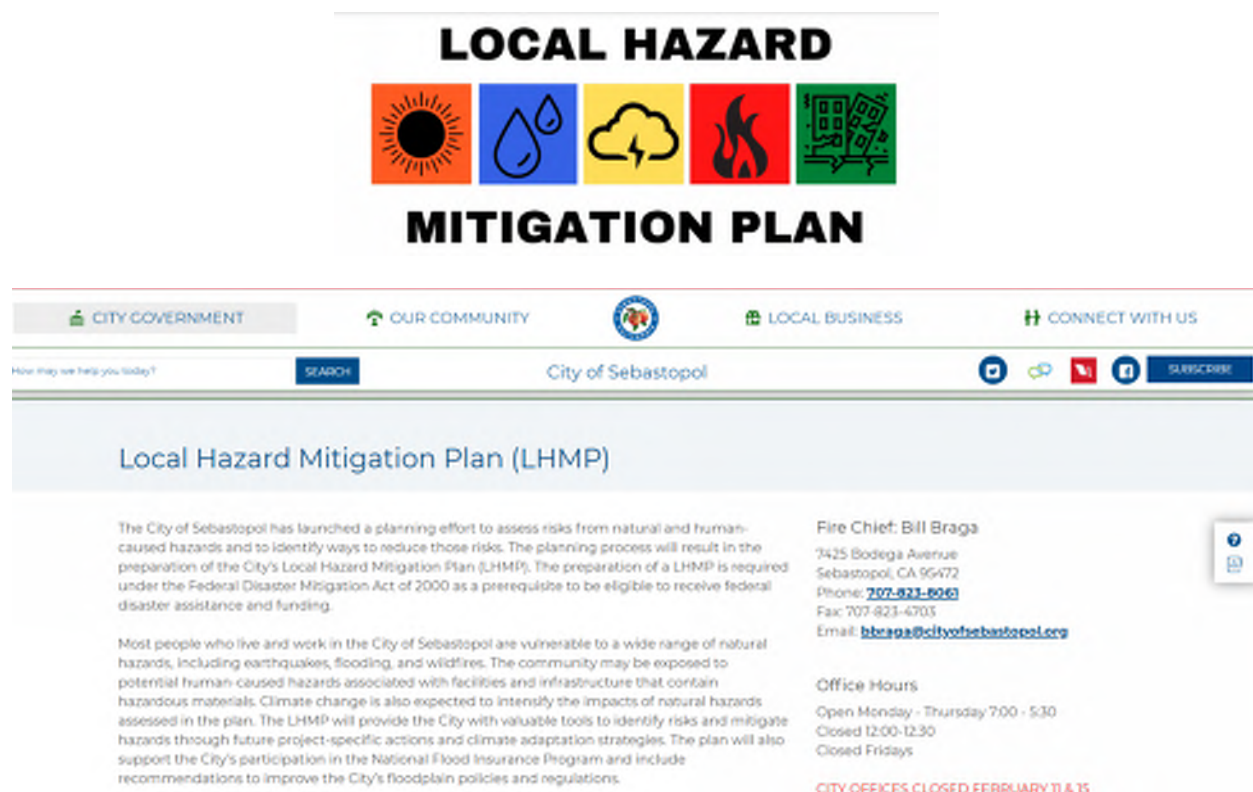 LOCAL HAZARD
MITIGATION PLAN
CITY GOVERNMENT
OUR COMMUNITY
LOCAL BUSINESS
CONNECT WITH US
How may we help you today?
SEARCH
City of Sebastopol
SUBSCRIBE
Local Hazard Mitigation Plan (LHMP)
The City of Sebastopol has launched a planning effort to assess risks from natural and human-
caused hazards and to identify ways to reduce those risks. The planning process will result in the
preparation of the City's Local Hazard Mitigation Plan (LHMP). The preparation of a LHMP is required
under the Federal Disaster Mitigation Act of 2000 as a prerequisite to be eligible to receive federal
disaster assistance and funding.
Most people who live and work in the City of Sebastopol are vulnerable to a wide range of natural
hazards, including earthquakes, flooding, and wildfires. The community may be exposed to
potential human-caused hazards associated with facilities and infrastructure that contain
hazardous materials. Climate change is also expected to intensify the impacts of natural hazards
assessed in the plan. The LHMP will provide the City with valuable tools to identify risks and mitigate
hazards through future project-specific actions and climate adaptation strategies. The plan will also
support the City's participation in the National Flood Insurance Program and include
recommendations to improve the City's floodplain policies and regulations.
Fire Chief: Bill Braga
7425 Bodega Avenue
Sebastopol, CA 95472
Phone: 707-823-8061
Fax: 707-823-4703
Email: bbraga@cityofsebastopol.org
Office Hours
Open Monday - Thursday 7:00 - 5:30
Closed 12:00-12:30
Closed Fridays
CITY OFFICES CLOSED FEBRUARY 11 & 15